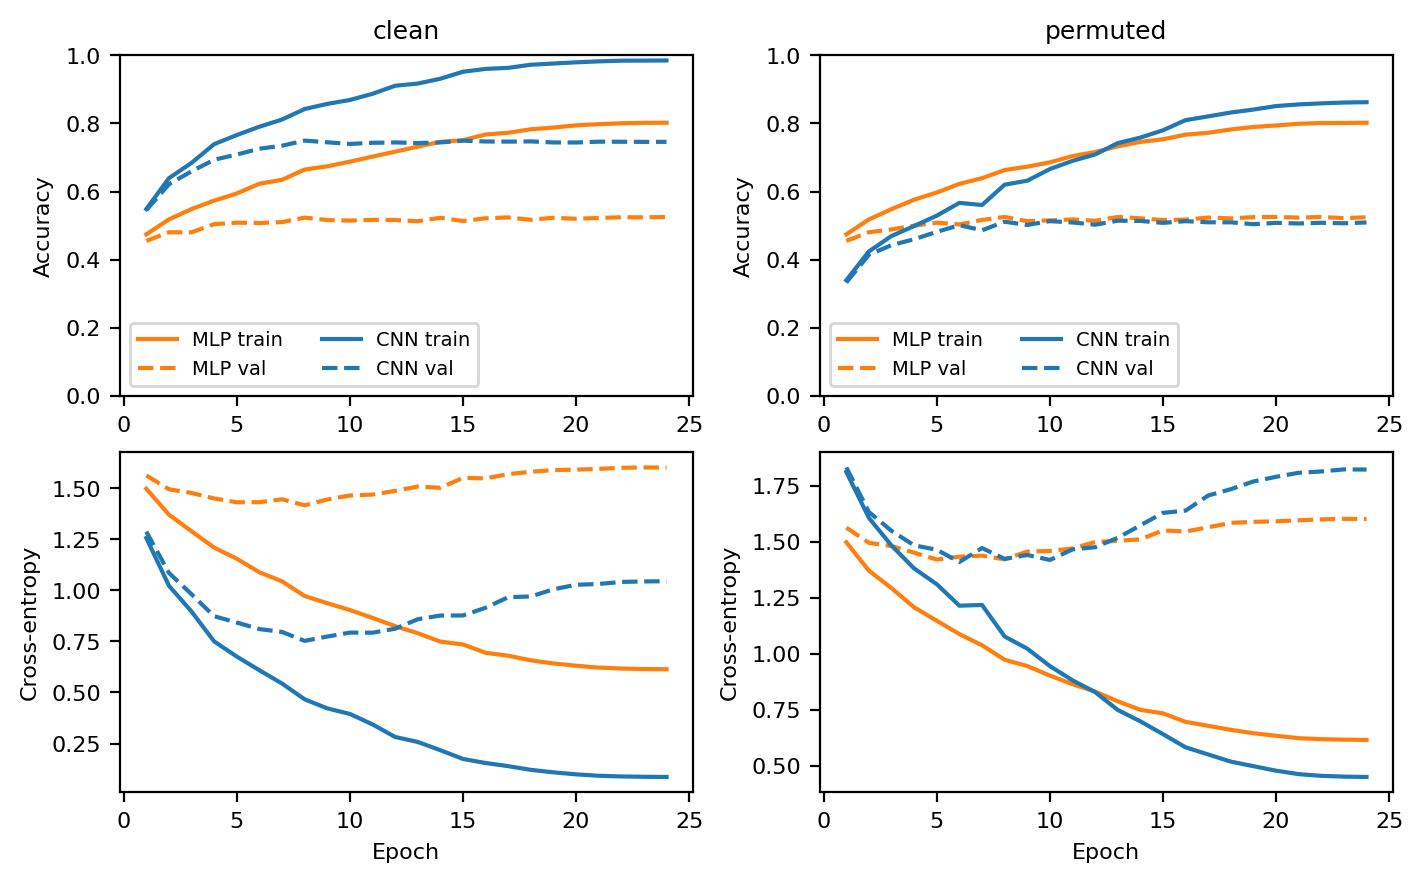 clean
permuted
Accuracy
1.0
0.8
0.6
0.4
0.2
0.0
MLP train
MLP val
CNN train
CNN val
0 5 10 15 20 25
Accuracy
1.0
0.8
0.6
0.4
0.2
0.0
MLP train
MLP val
CNN train
CNN val
0 5 10 15 20 25
Cross-entropy
1.50
1.25
1.00
0.75
0.50
0.25
0 5 10 15 20 25
Epoch
Cross-entropy
1.75
1.50
1.25
1.00
0.75
0.50
0 5 10 15 20 25
Epoch